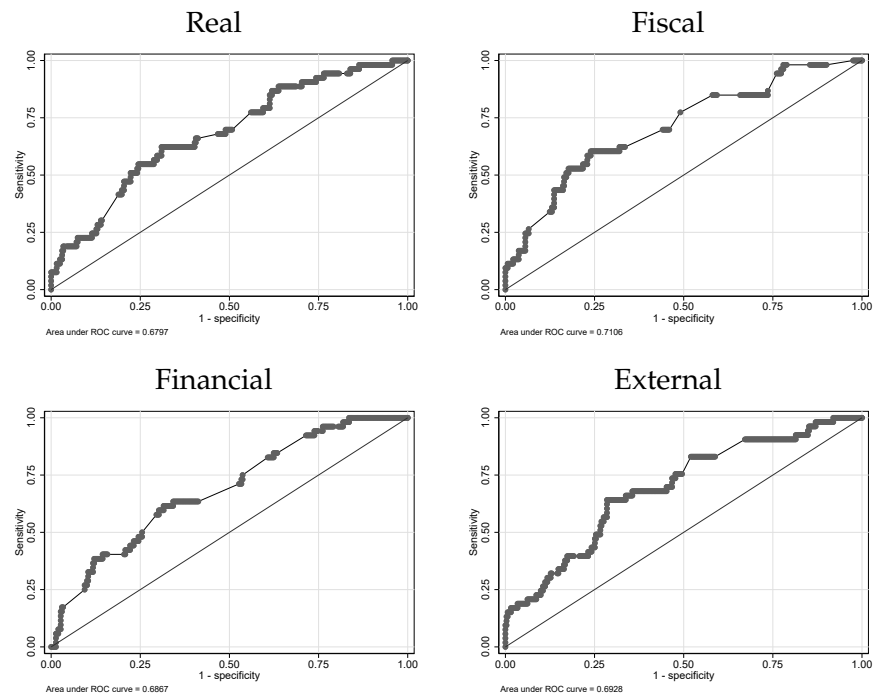 Real
Sensitivity
1.00
0.75
0.50
0.25
0.00
0.00 0.25 0.50 0.75 1.00
1 - specificity
Area under ROC curve = 0.6797
Fiscal
Sensitivity
1.00
0.75
0.50
0.25
0.00
0.00 0.25 0.50 0.75 1.00
1 - specificity
Area under ROC curve = 0.7106
Financial
Sensitivity
1.00
0.75
0.50
0.25
0.00
0.00 0.25 0.50 0.75 1.00
1 - specificity
Area under ROC curve = 0.6867
External
Sensitivity
1.00
0.75
0.50
0.25
0.00
0.00 0.25 0.50 0.75 1.00
1 - specificity
Area under ROC curve = 0.6928